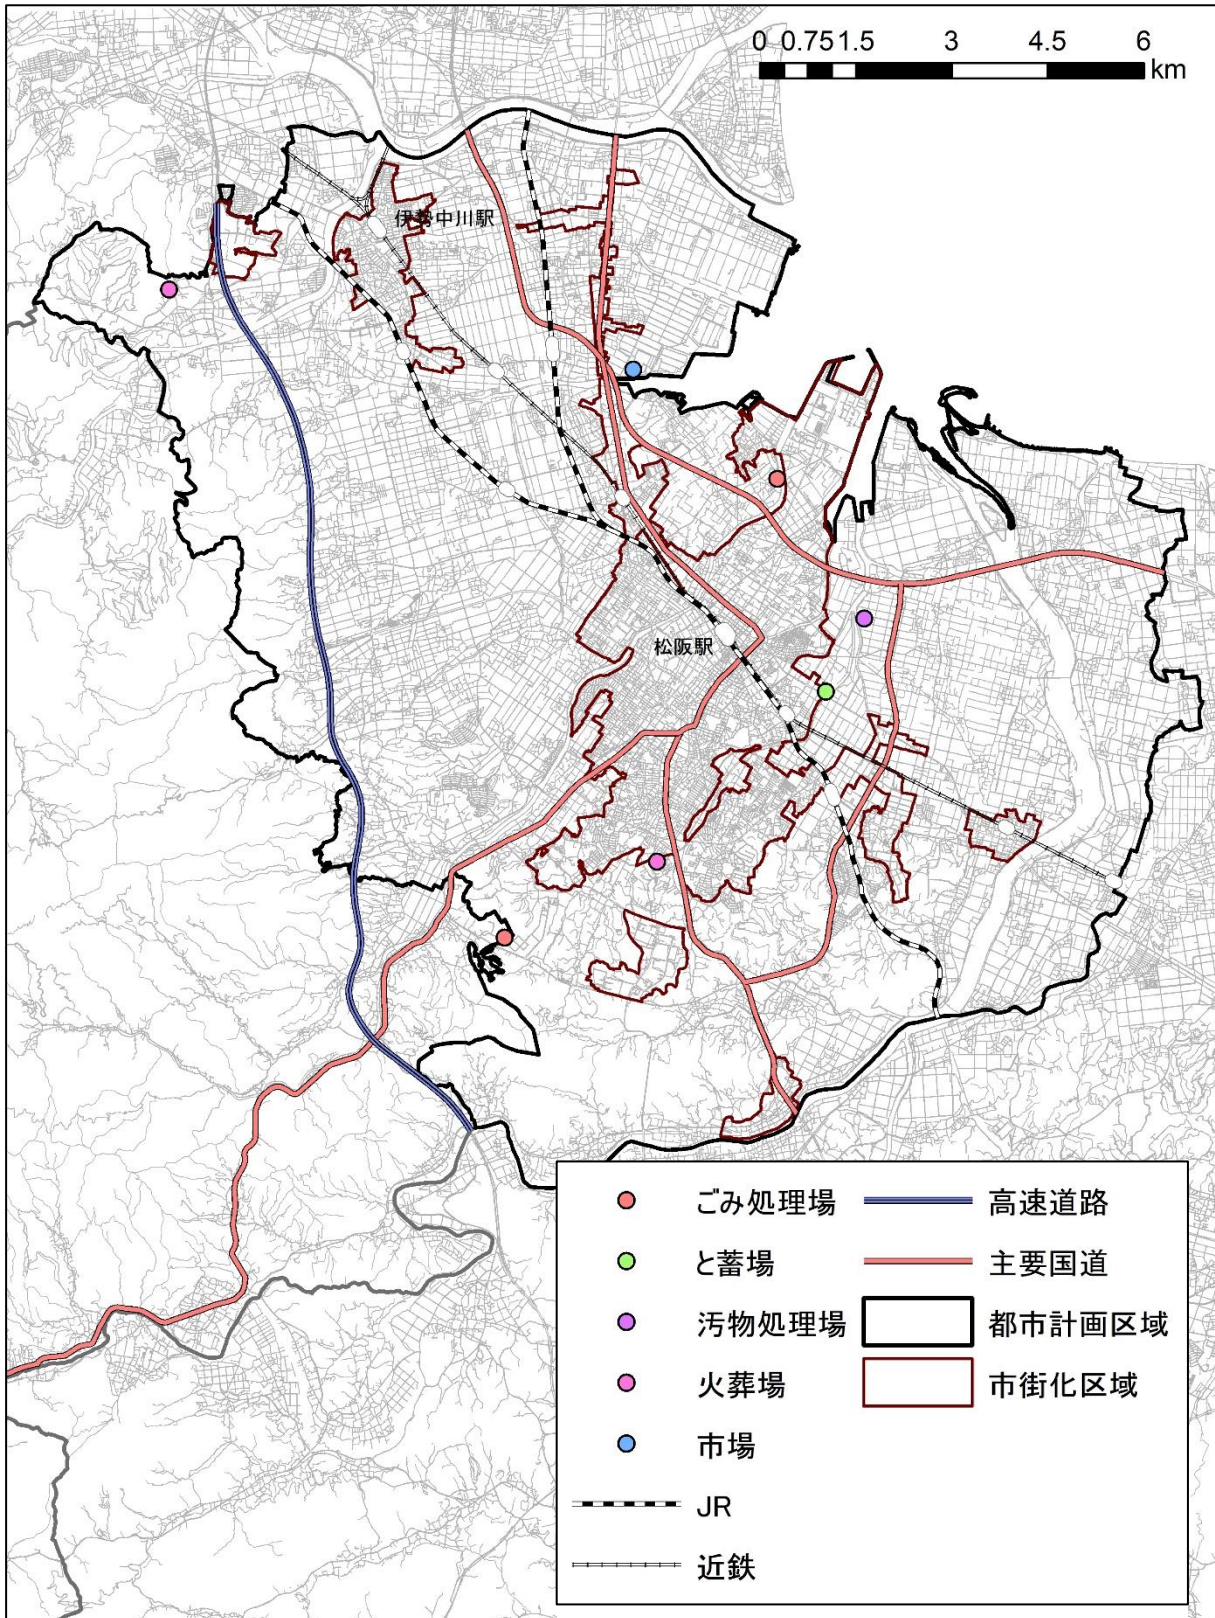 0 0.75 1.5 3 4.5 6
km
伊勢中川駅
松阪駅
ごみ処理場
高速道路
と蓄場
主要国道
汚物処理場
都市計画区域
火葬場
市街化区域
市場
JR
近鉄